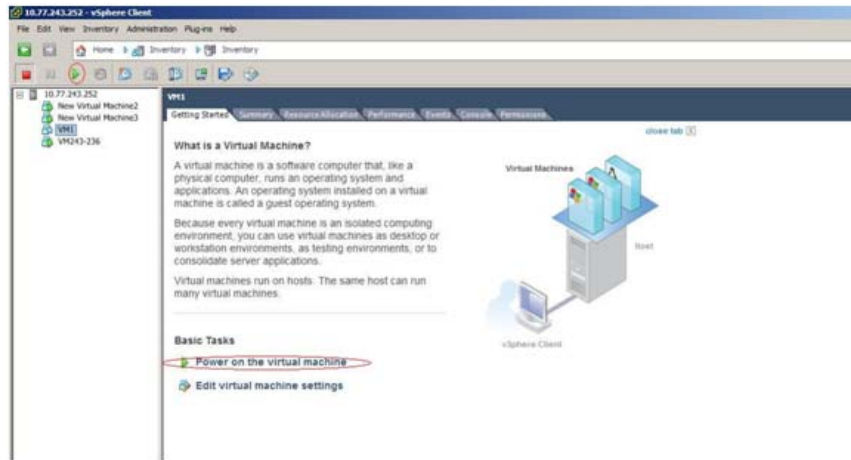 10.77.243.252 - vSphere Client
File Edit View Inventory Administration Plug-ins Help
Home Inventory Inventory
10.77.243.252
New Virtual Machine2
New Virtual Machine3
VM1
VM243-236
VM1
Getting Started Summary Resource Allocation Performance Events Console Permissions
close tab [X]
What is a Virtual Machine?
A virtual machine is a software computer that, like a
physical computer, runs an operating system and
applications. An operating system installed on a virtual
machine is called a guest operating system.
Because every virtual machine is an isolated computing
environment, you can use virtual machines as desktop or
workstation environments, as testing environments, or to
consolidate server applications.
Virtual machines run on hosts. The same host can run
many virtual machines.
Virtual Machines
Host
vSphere Client
Basic Tasks
Power on the virtual machine
Edit virtual machine settings